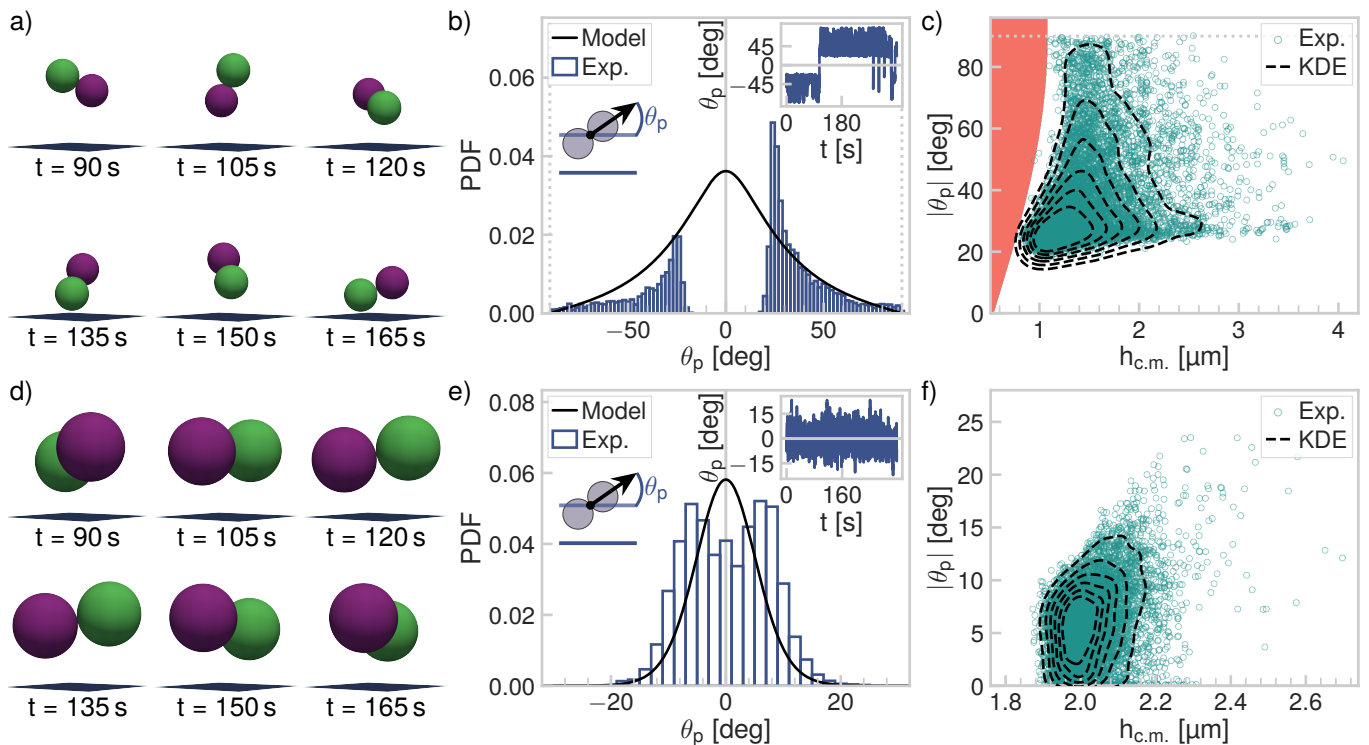 a)
t = 90 s
t = 105 s
t = 120 s
t = 135 s
t = 150 s
t = 165 s
b)
Model
Exp.
θp
PDF
0.06
0.04
0.02
0.00
−50
0
50
θp [deg]
θp [deg]
45
0
−45
0
180
t [s]
c)
Exp.
KDE
|θp| [deg]
80
60
40
20
0
1
2
3
4
hc.m. [μm]
d)
t = 90 s
t = 105 s
t = 120 s
t = 135 s
t = 150 s
t = 165 s
e)
Model
Exp.
θp
PDF
0.08
0.06
0.04
0.02
0.00
−20
0
20
θp [deg]
θp [deg]
15
0
−15
0
160
t [s]
f)
Exp.
KDE
|θp| [deg]
25
20
15
10
5
0
1.8
2.0
2.2
2.4
2.6
hc.m. [μm]